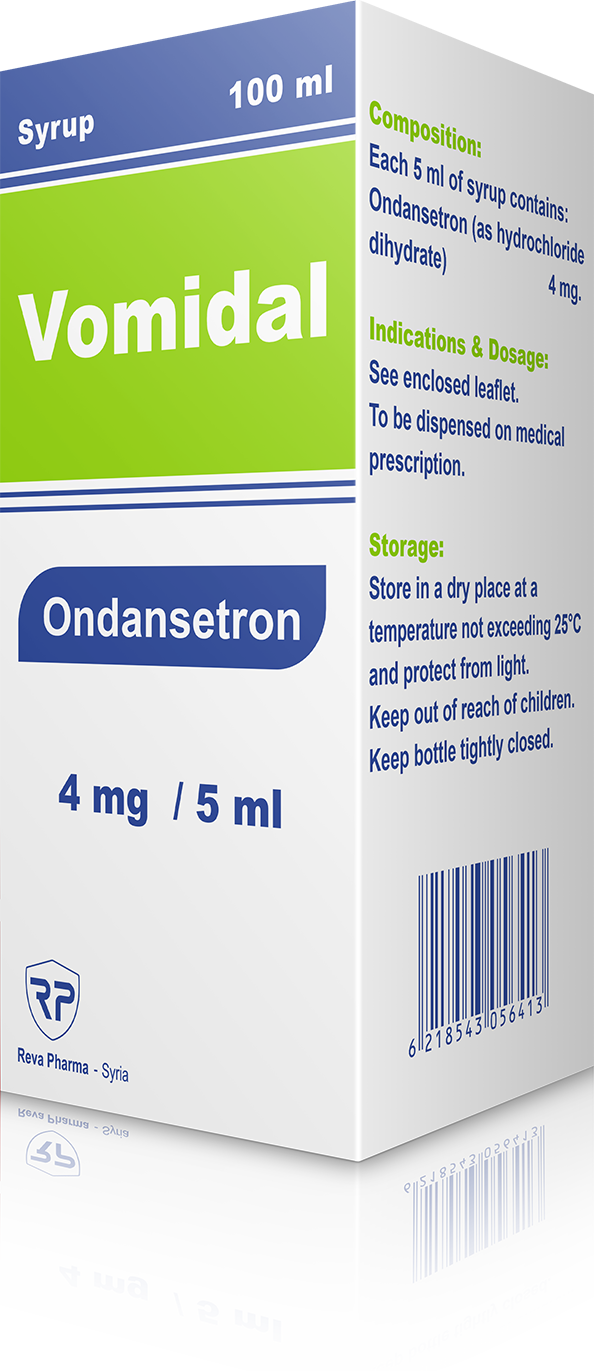 Syrup 100 ml
Vomidal
Ondansetron
4 mg / 5 ml
RP
Reva Pharma - Syria
Composition:
Each 5 ml of syrup contains:
Ondansetron (as hydrochloride
dihydrate)
4 mg.
Indications & Dosage:
See enclosed leaflet.
To be dispensed on medical
prescription.
Storage:
Store in a dry place at a
temperature not exceeding 25°C
and protect from light.
Keep out of reach of children.
Keep bottle tightly closed.
6 218543 056413